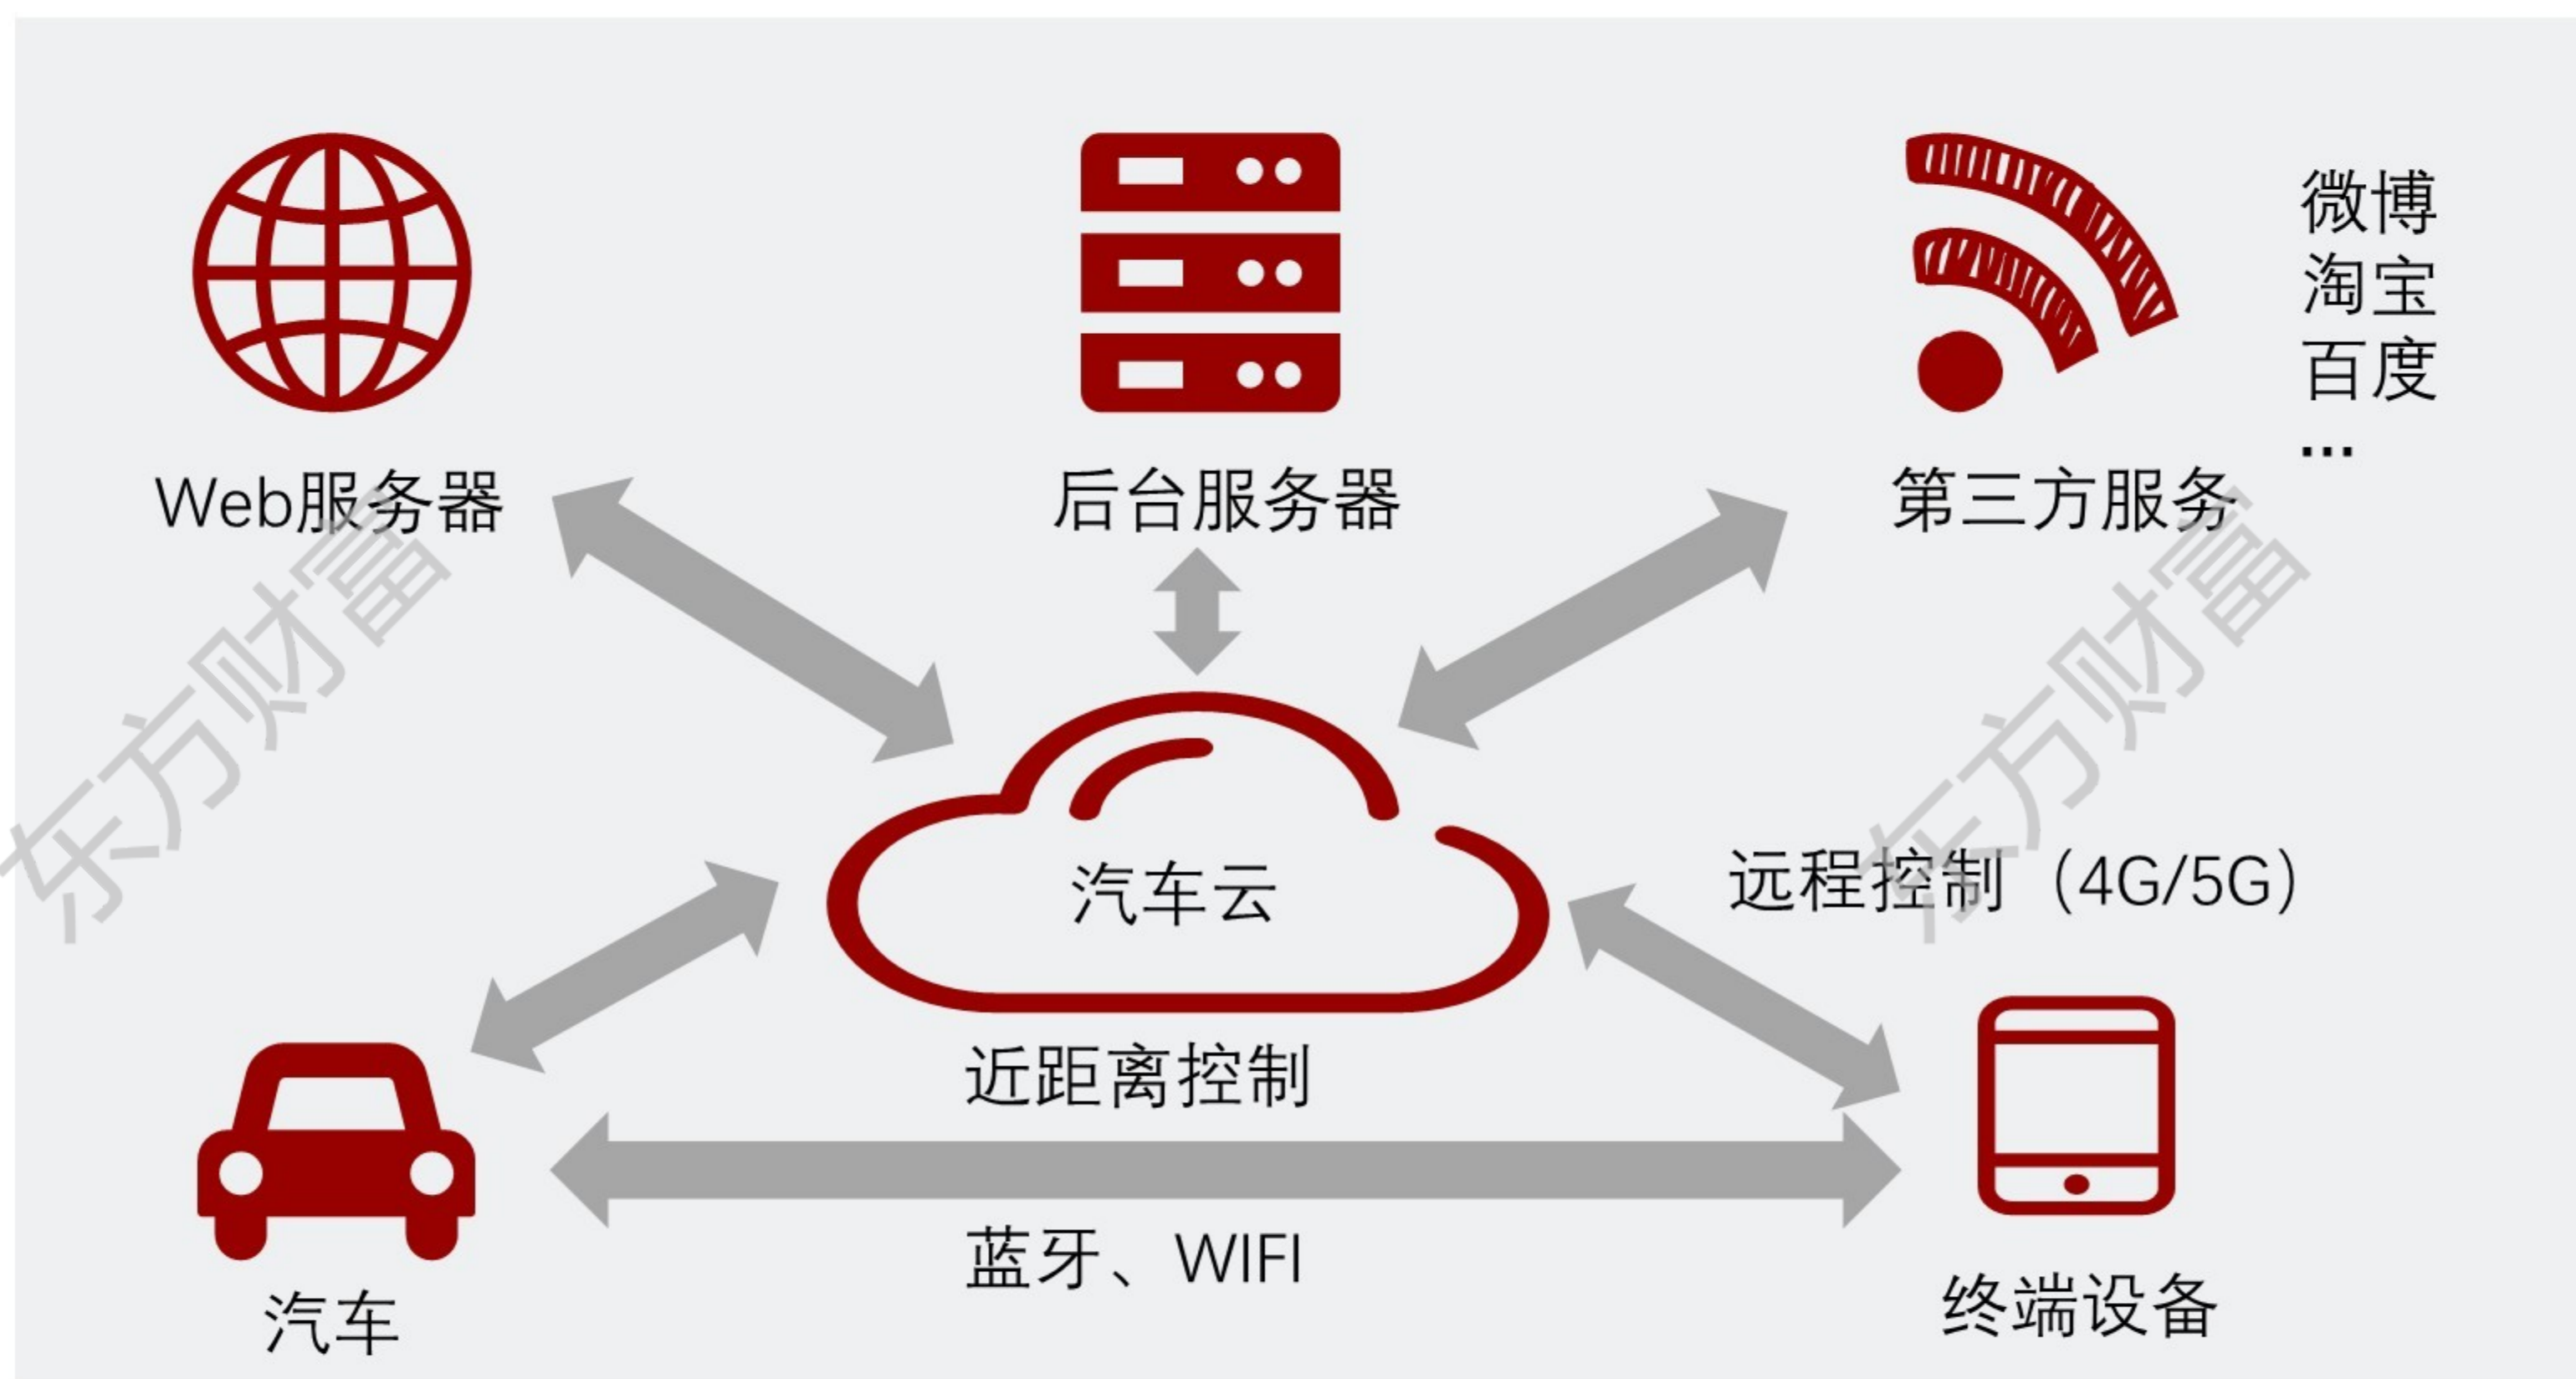 微博
淘宝
百度
...
Web服务器
后台服务器
第三方服务
汽车云
远程控制（4G/5G）
近距离控制
蓝牙、WIFI
汽车
终端设备
东方财富
东方财富